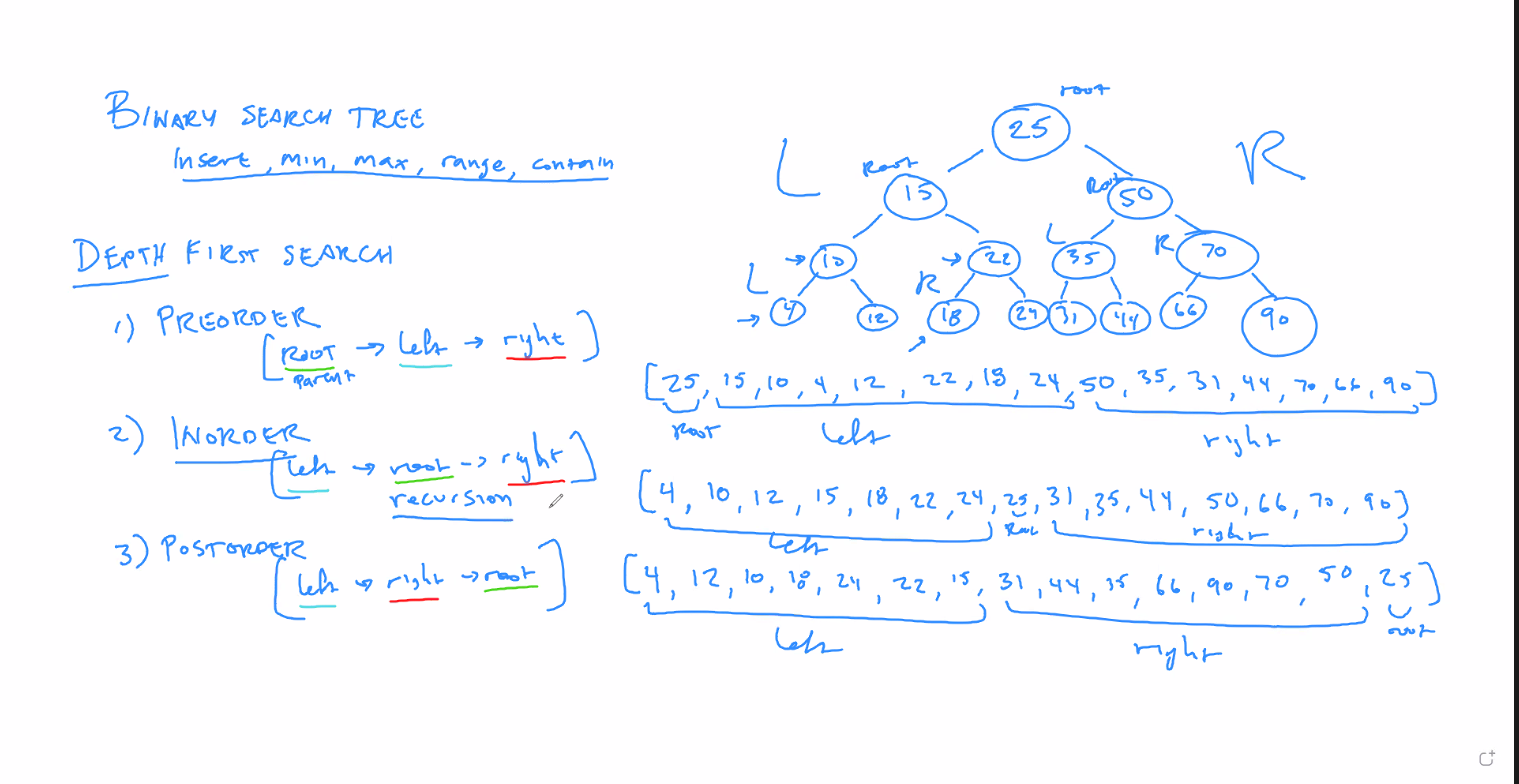 BINARY SEARCH TREE
Insert, min, max, range, contain
DEPTH FIRST SEARCH
1) PREORDER
[ROOT → left → right]
parent
2) INORDER
[left → root → right]
recursion
3) POSTORDER
[left → right → root]
root
25
L
R
Root
Root
15
50
L
R
→ 10
→ 22
35
70
L
R
→ 4
12
18
24
31
44
66
90
[25, 15, 10, 4, 12, 22, 18, 24, 50, 35, 31, 44, 70, 66, 90]
Root
left
right
[4, 10, 12, 15, 18, 22, 24, 25, 31, 35, 44, 50, 66, 70, 90]
left
Root
right
[4, 12, 10, 18, 24, 22, 15, 31, 44, 35, 66, 90, 70, 50, 25]
left
right
root